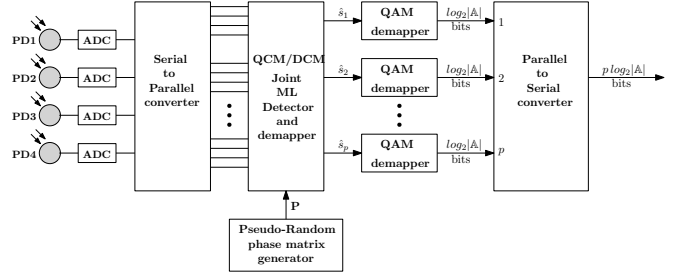 PD1
PD2
PD3
PD4
ADC
ADC
ADC
ADC
Serial
to
Parallel
converter
QCM/DCM
Joint
ML
Detector
and
demapper
P
Pseudo-Random
phase matrix
generator
ŝ₁
ŝ₂
ŝₚ
QAM
demapper
QAM
demapper
QAM
demapper
log₂|𝔸|
bits
log₂|𝔸|
bits
log₂|𝔸|
bits
1
2
p
Parallel
to
Serial
converter
p log₂|𝔸|
bits